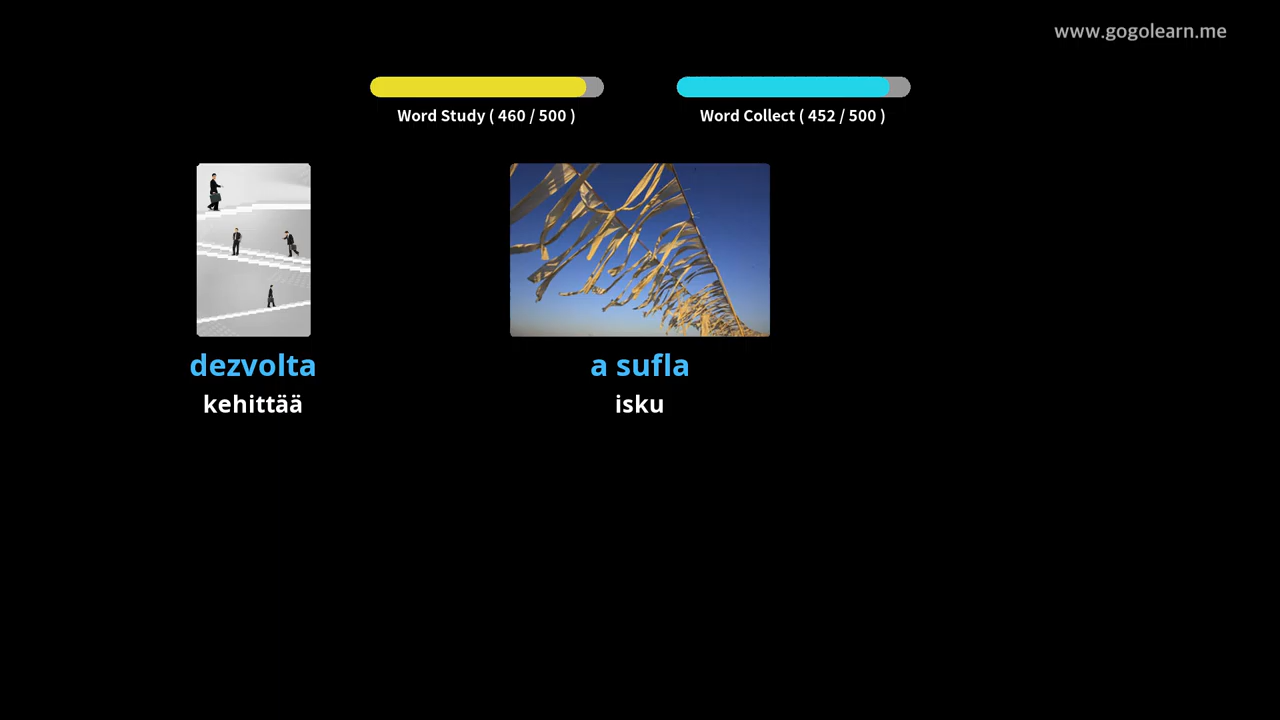 www.gogolearn.me
Word Study ( 460 / 500 )
Word Collect ( 452 / 500 )
dezvolta
kehittää
a sufla
isku